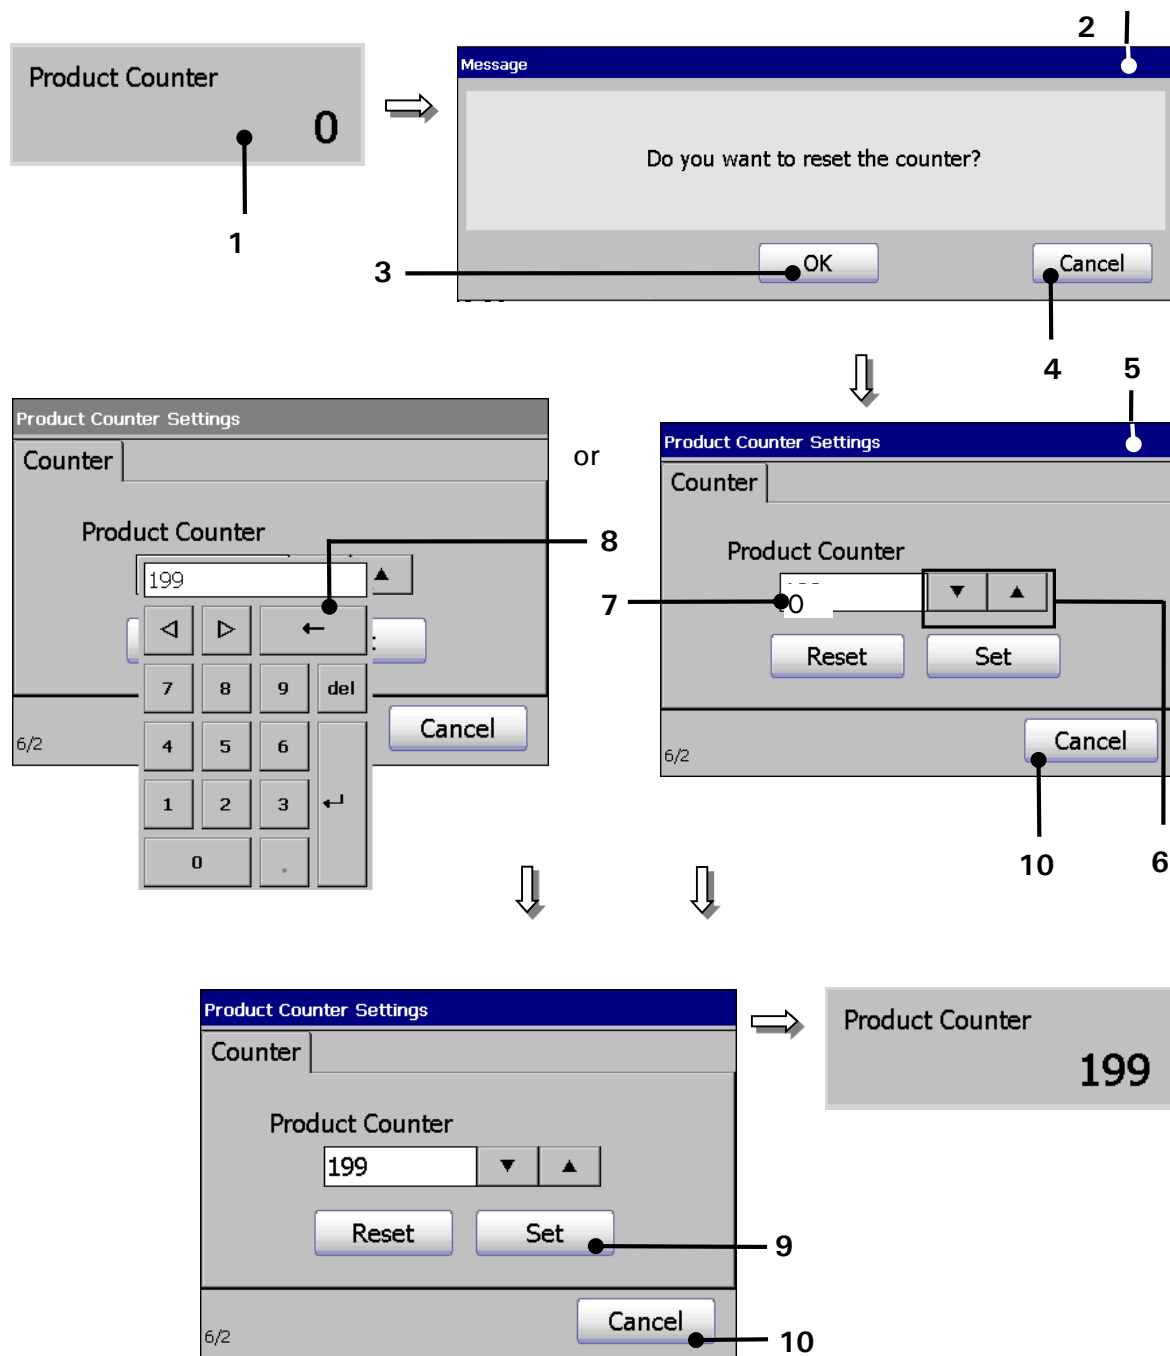 2
Product Counter
0
1
Message
Do you want to reset the counter?
OK
Cancel
3
4
5
Product Counter Settings
Counter
Product Counter
199
←
7 8 9 del
4 5 6
1 2 3
0 .
Cancel
6/2
8
or
Product Counter Settings
Counter
Product Counter
0
Reset Set
Cancel
6/2
7
10
6
Product Counter Settings
Counter
Product Counter
199
Reset Set
9
Cancel
6/2
10
Product Counter
199